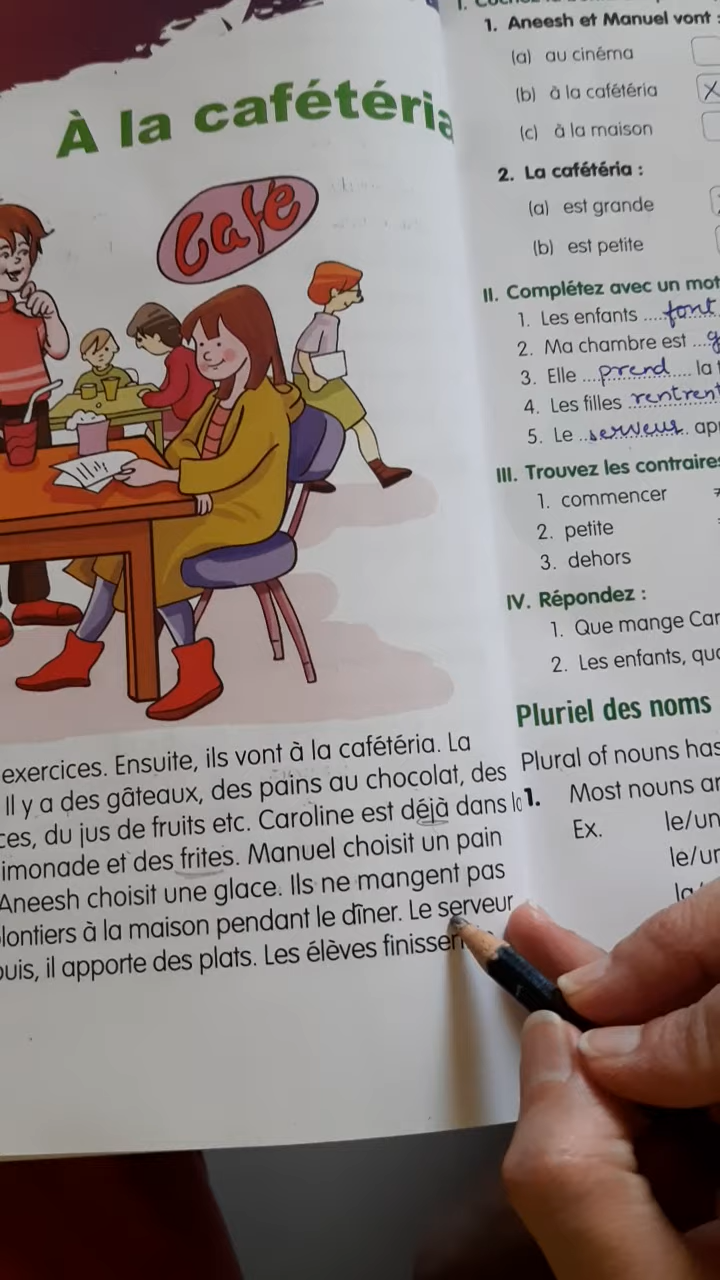 À la cafétéria
Café
exercices. Ensuite, ils vont à la cafétéria. La
Il y a des gâteaux, des pains au chocolat, des
ces, du jus de fruits etc. Caroline est déjà dans
imonade et des frites. Manuel choisit un pain
Aneesh choisit une glace. Ils ne mangent pas
lontiers à la maison pendant le dîner. Le serveur
puis, il apporte des plats. Les élèves finissen
1. Aneesh et Manuel vont :
(a) au cinéma
(b) à la cafétéria X
(c) à la maison
2. La cafétéria :
(a) est grande
(b) est petite
II. Complétez avec un mot
1. Les enfants ....font
2. Ma chambre est ...g
3. Elle ...prend.... la
4. Les filles rentrent
5. Le ..serveur.. apr
III. Trouvez les contraires
1. commencer
2. petite
3. dehors
IV. Répondez :
1. Que mange Car
2. Les enfants, qu
Pluriel des noms
Plural of nouns has
1. Most nouns ar
Ex. le/un
le/un